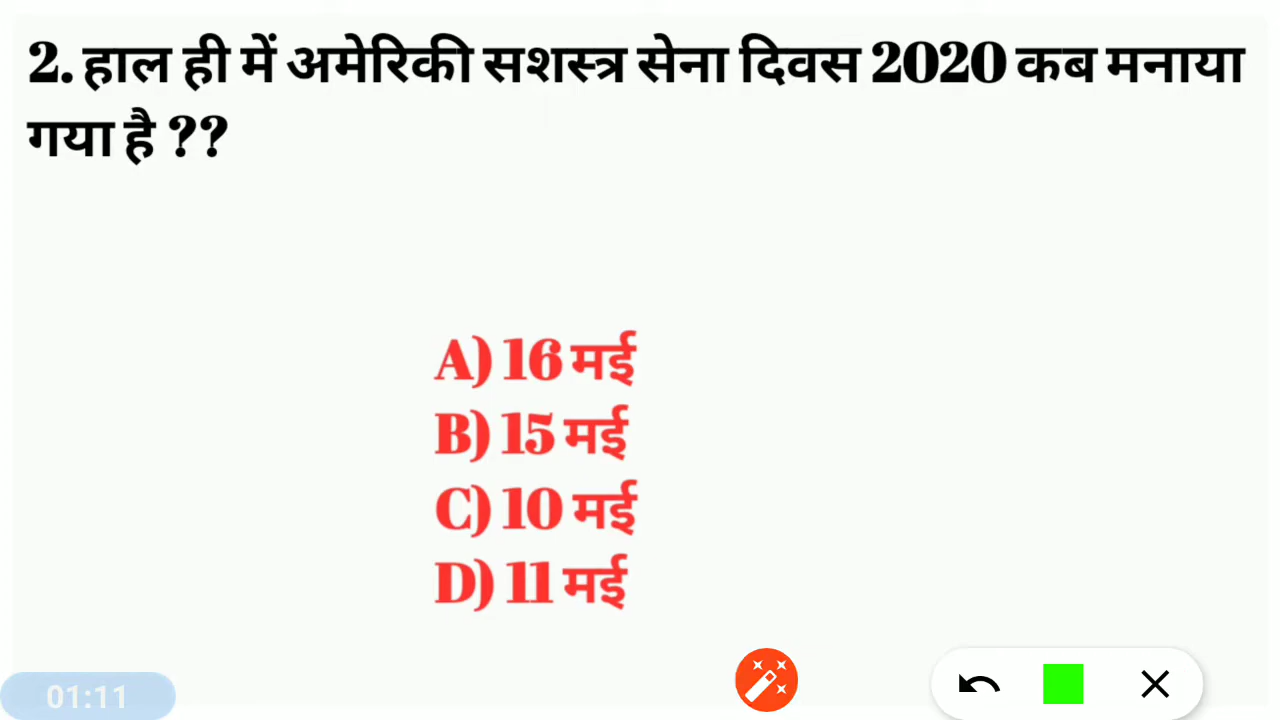 2. हाल ही में अमेरिकी सशस्त्र सेना दिवस 2020 कब मनाया
गया है ??
A) 16 मई
B) 15 मई
C) 10 मई
D) 11 मई
01:11